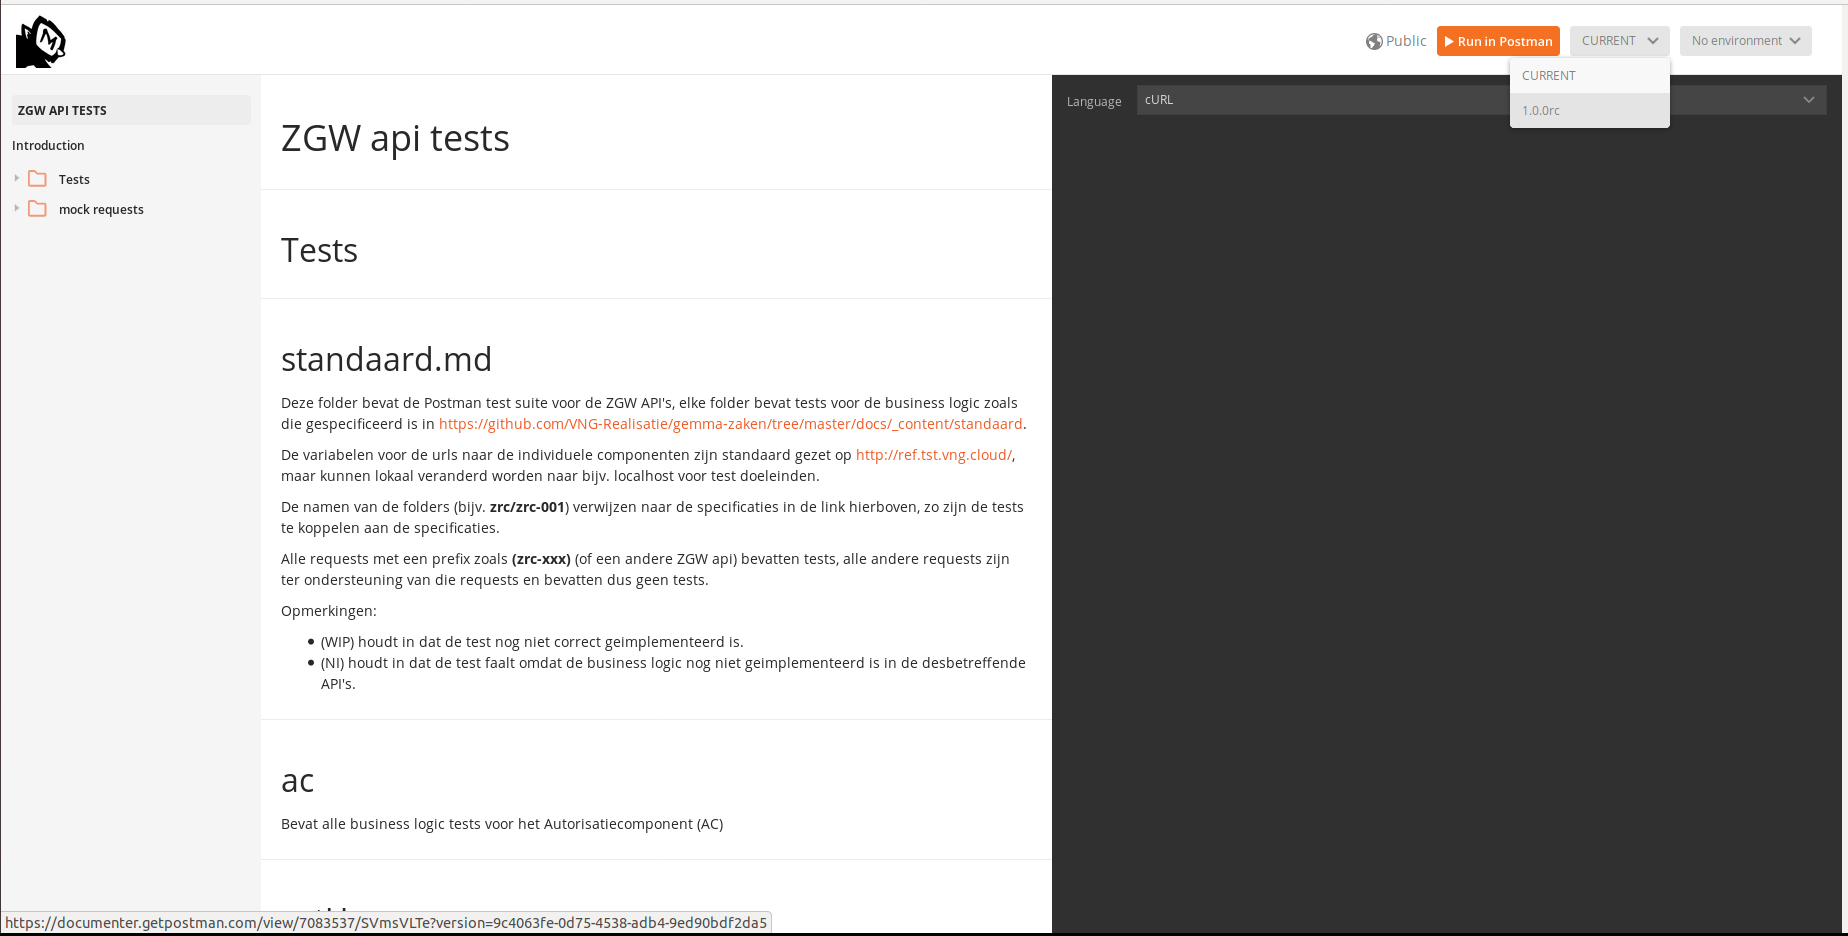 M
Public
Run in Postman
CURRENT
No environment
CURRENT
1.0.0rc
ZGW API TESTS
Introduction
Tests
mock requests
ZGW api tests
Tests
standaard.md
Deze folder bevat de Postman test suite voor de ZGW API's, elke folder bevat tests voor de business logic zoals
die gespecificeerd is in https://github.com/VNG-Realisatie/gemma-zaken/tree/master/docs/_content/standaard.
De variabelen voor de urls naar de individuele componenten zijn standaard gezet op http://ref.tst.vng.cloud/,
maar kunnen lokaal veranderd worden naar bijv. localhost voor test doeleinden.
De namen van de folders (bijv. zrc/zrc-001) verwijzen naar de specificaties in de link hierboven, zo zijn de tests
te koppelen aan de specificaties.
Alle requests met een prefix zoals (zrc-xxx) (of een andere ZGW api) bevatten tests, alle andere requests zijn
ter ondersteuning van die requests en bevatten dus geen tests.
Opmerkingen:
(WIP) houdt in dat de test nog niet correct geimplementeerd is.
(NI) houdt in dat de test faalt omdat de business logic nog niet geimplementeerd is in de desbetreffende
API's.
ac
Bevat alle business logic tests voor het Autorisatiecomponent (AC)
Language
cURL
https://documenter.getpostman.com/view/7083537/SVmsVLTe?version=9c4063fe-0d75-4538-adb4-9ed90bdf2da5